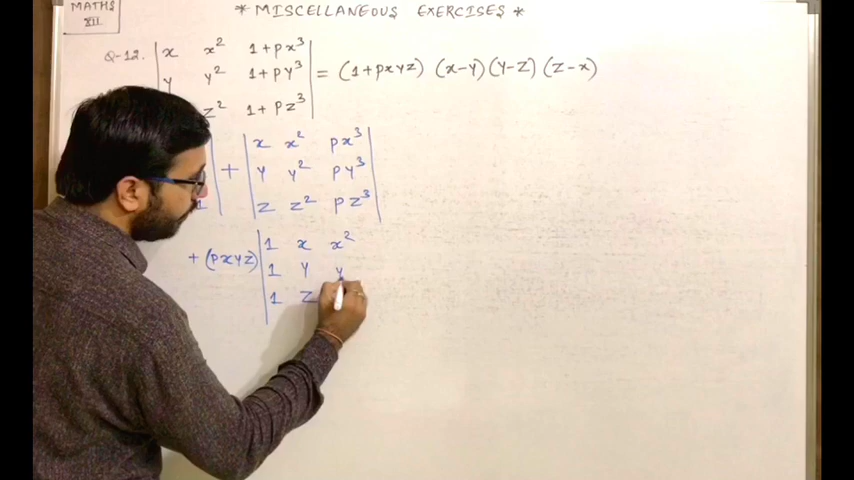 MATHS
XII
* MISCELLANEOUS EXERCISES *
Q-12. | x x² 1+px³ |
| y y² 1+py³ | = (1+pxyz) (x-y) (y-z) (z-x)
z² 1+pz³ |
| + | x x² px³ |
| y y² py³ |
1 | | z z² pz³ |
+ (pxyz) | 1 x x²
| 1 y y
| 1 z